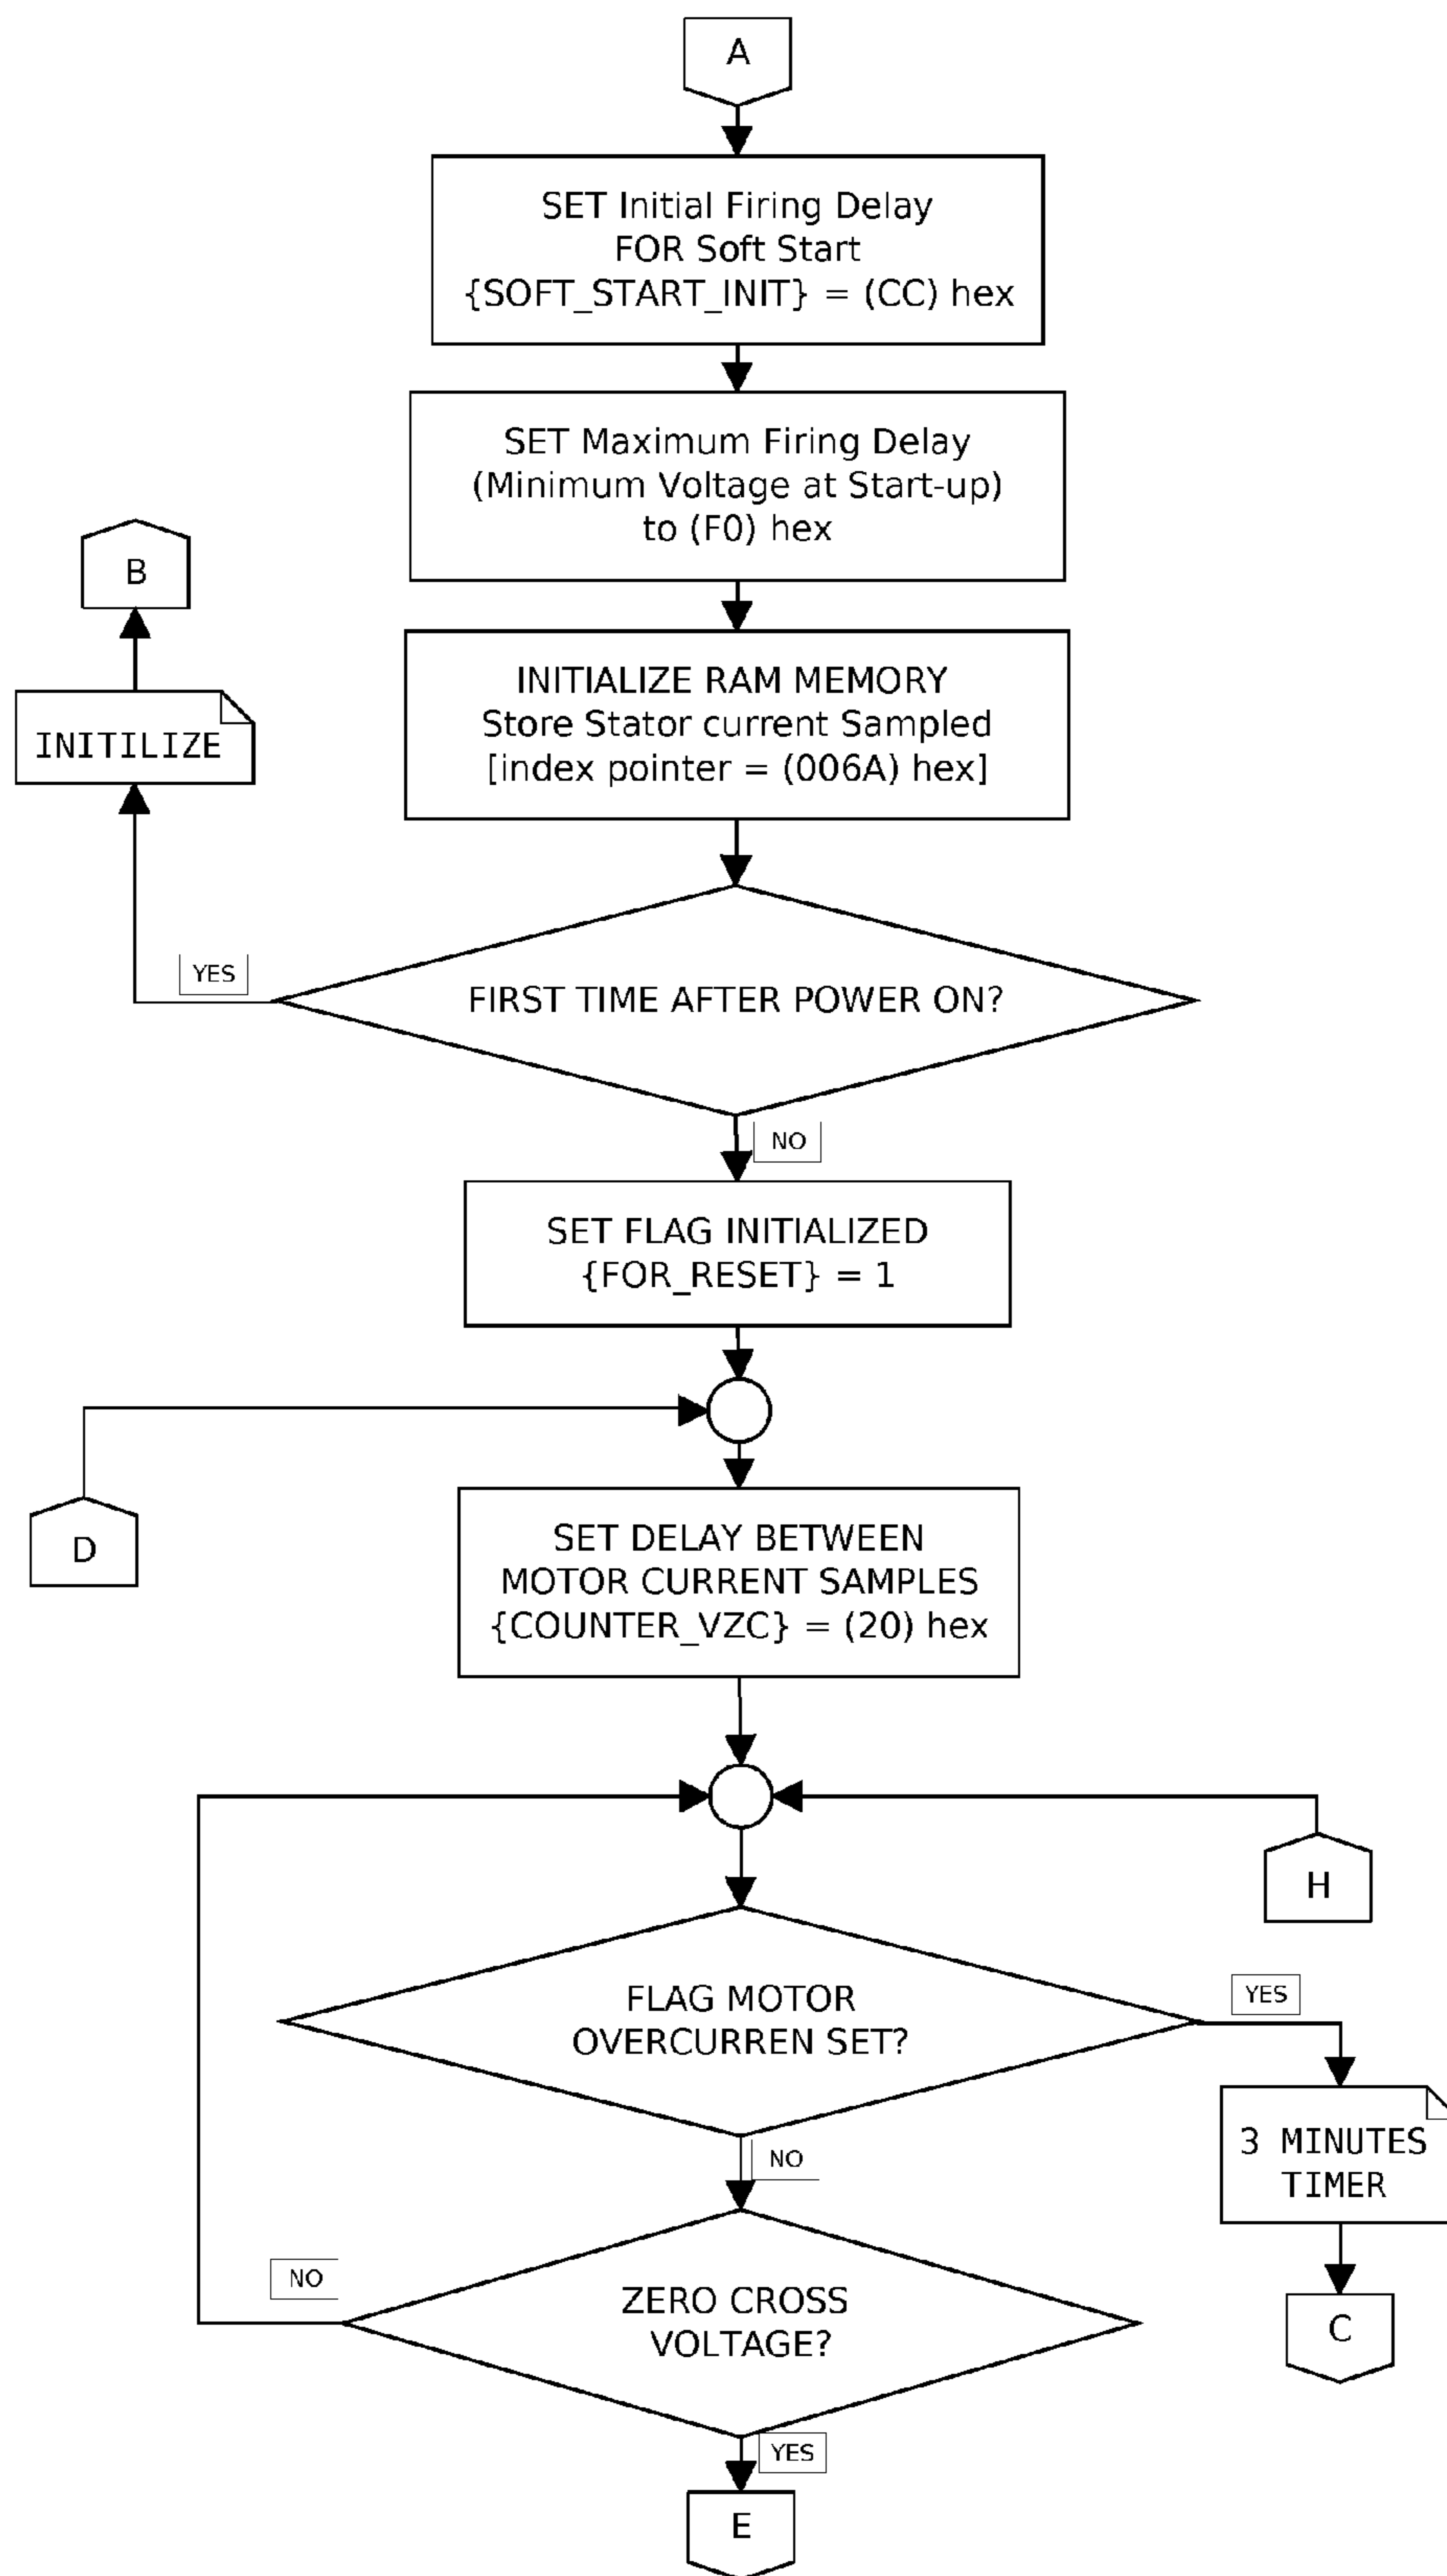 A
SET Initial Firing Delay
FOR Soft Start
{SOFT_START_INIT} = (CC) hex
SET Maximum Firing Delay
(Minimum Voltage at Start-up)
to (F0) hex
B
INITILIZE
INITIALIZE RAM MEMORY
Store Stator current Sampled
[index pointer = (006A) hex]
YES
FIRST TIME AFTER POWER ON?
NO
SET FLAG INITIALIZED
{FOR_RESET} = 1
D
SET DELAY BETWEEN
MOTOR CURRENT SAMPLES
{COUNTER_VZC} = (20) hex
H
FLAG MOTOR
OVERCURREN SET?
YES
3 MINUTES
TIMER
NO
C
NO
ZERO CROSS
VOLTAGE?
YES
E